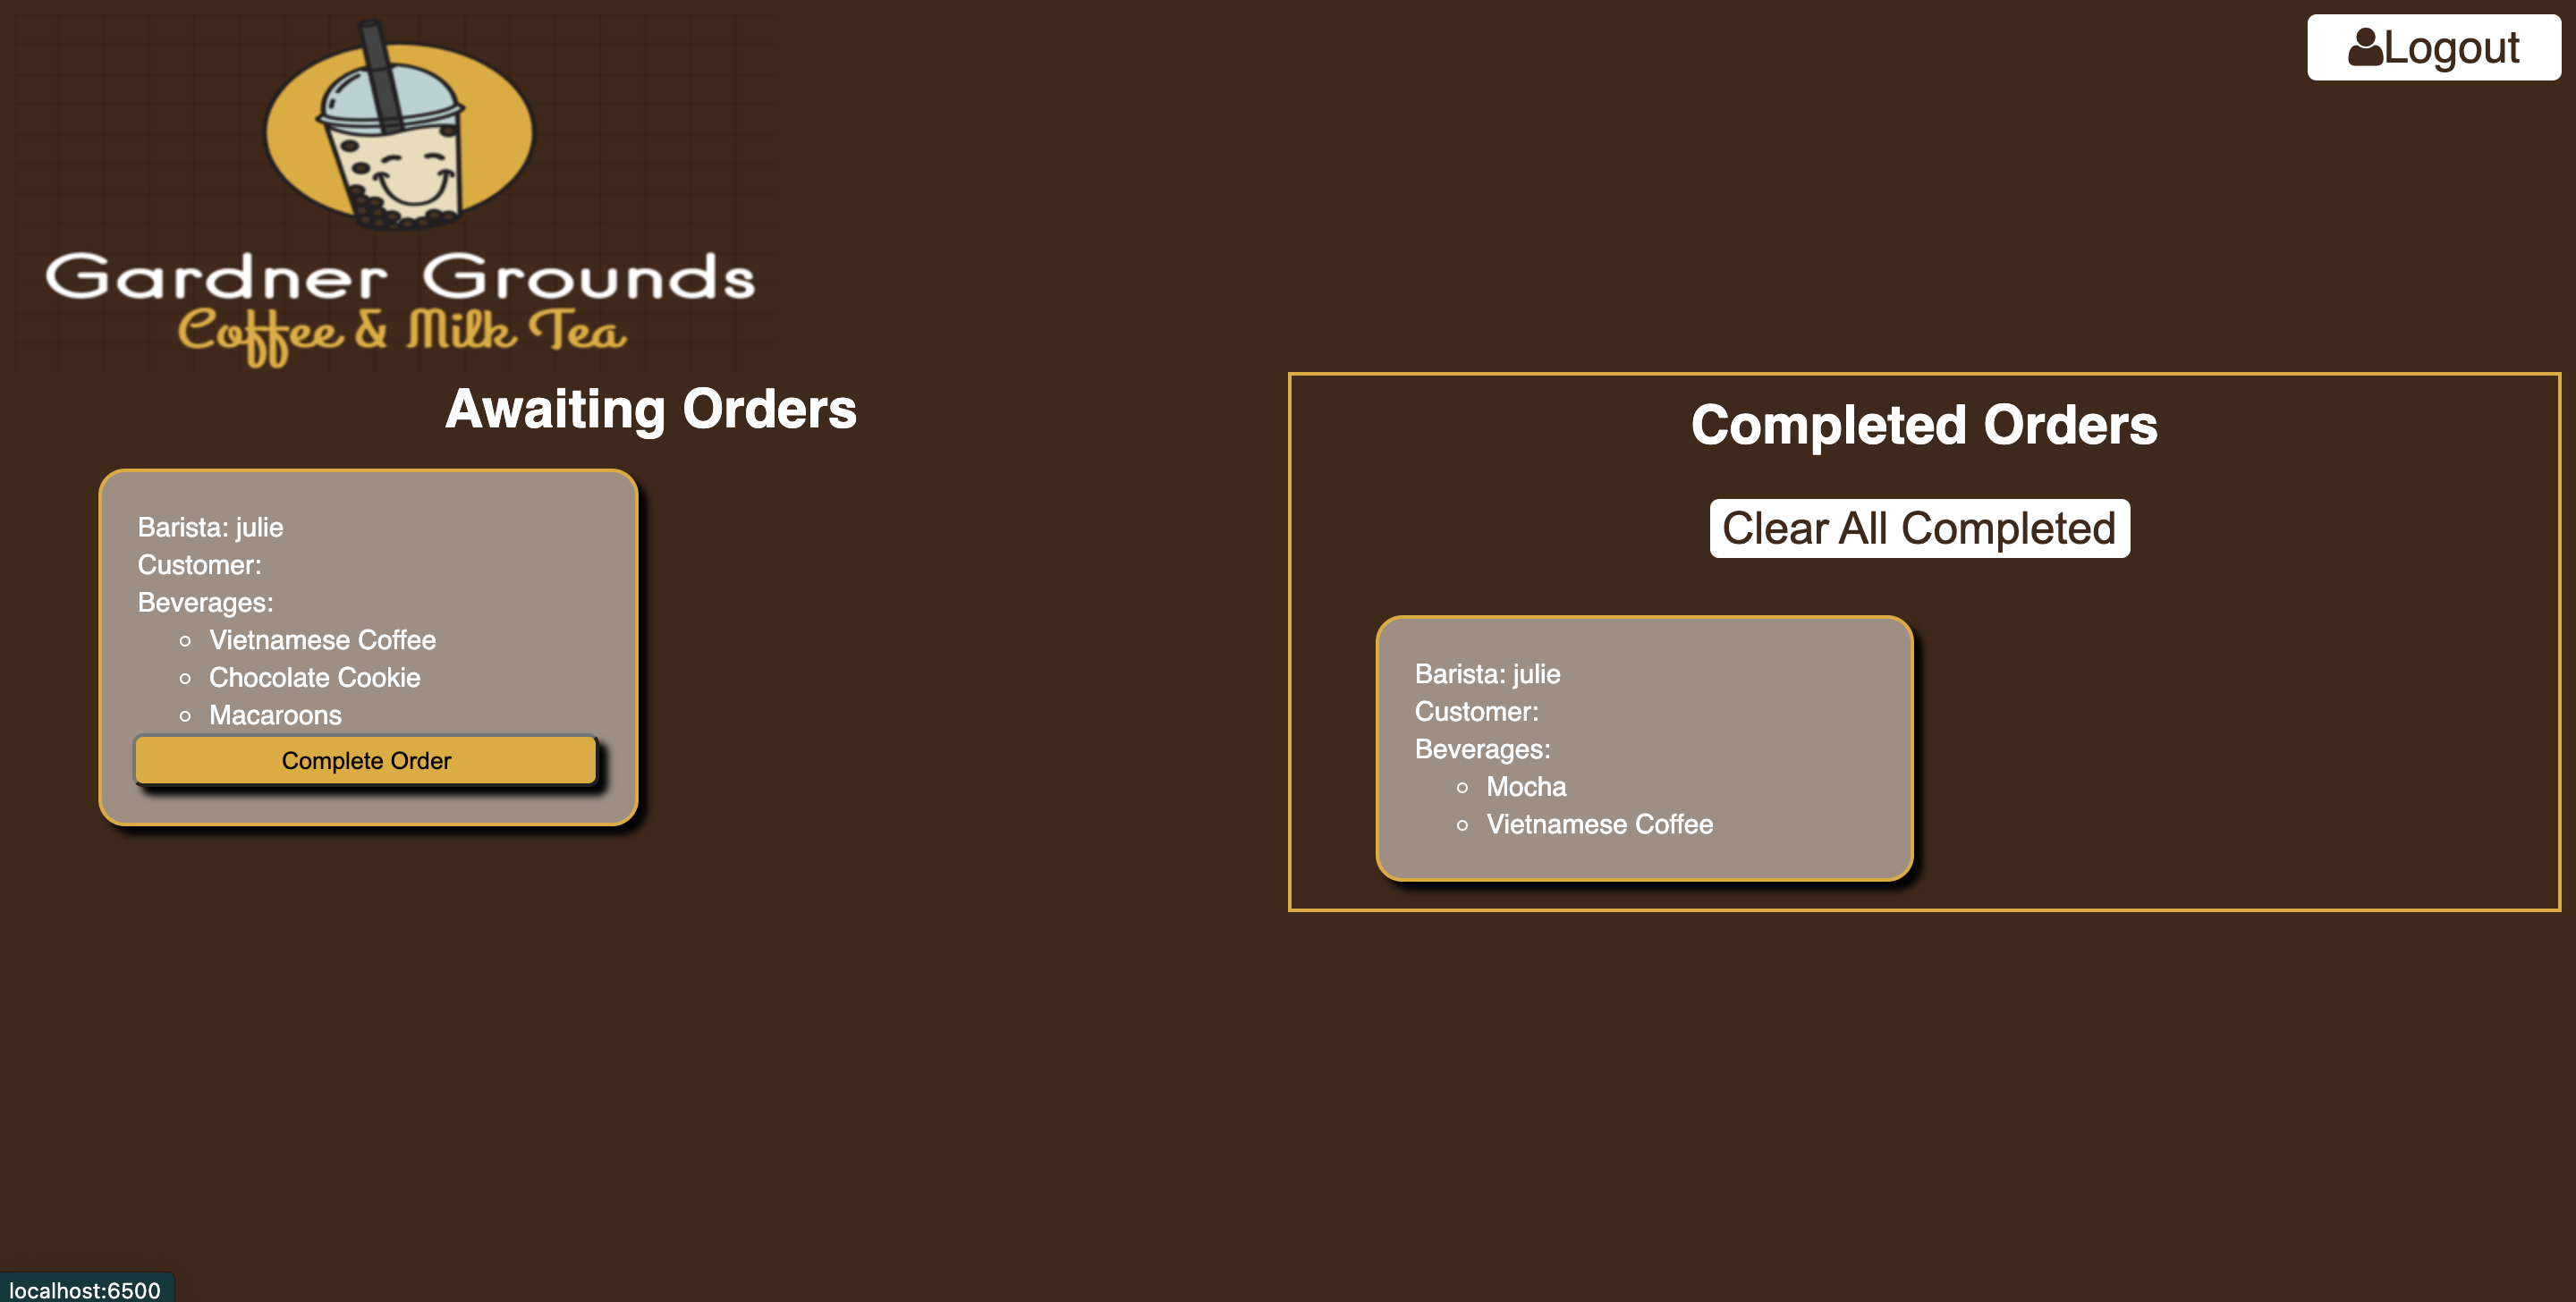 Logout
Gardner Grounds
Coffee & Milk Tea
Awaiting Orders
Barista: julie
Customer:
Beverages:
Vietnamese Coffee
Chocolate Cookie
Macaroons
Complete Order
Completed Orders
Clear All Completed
Barista: julie
Customer:
Beverages:
Mocha
Vietnamese Coffee
localhost:6500